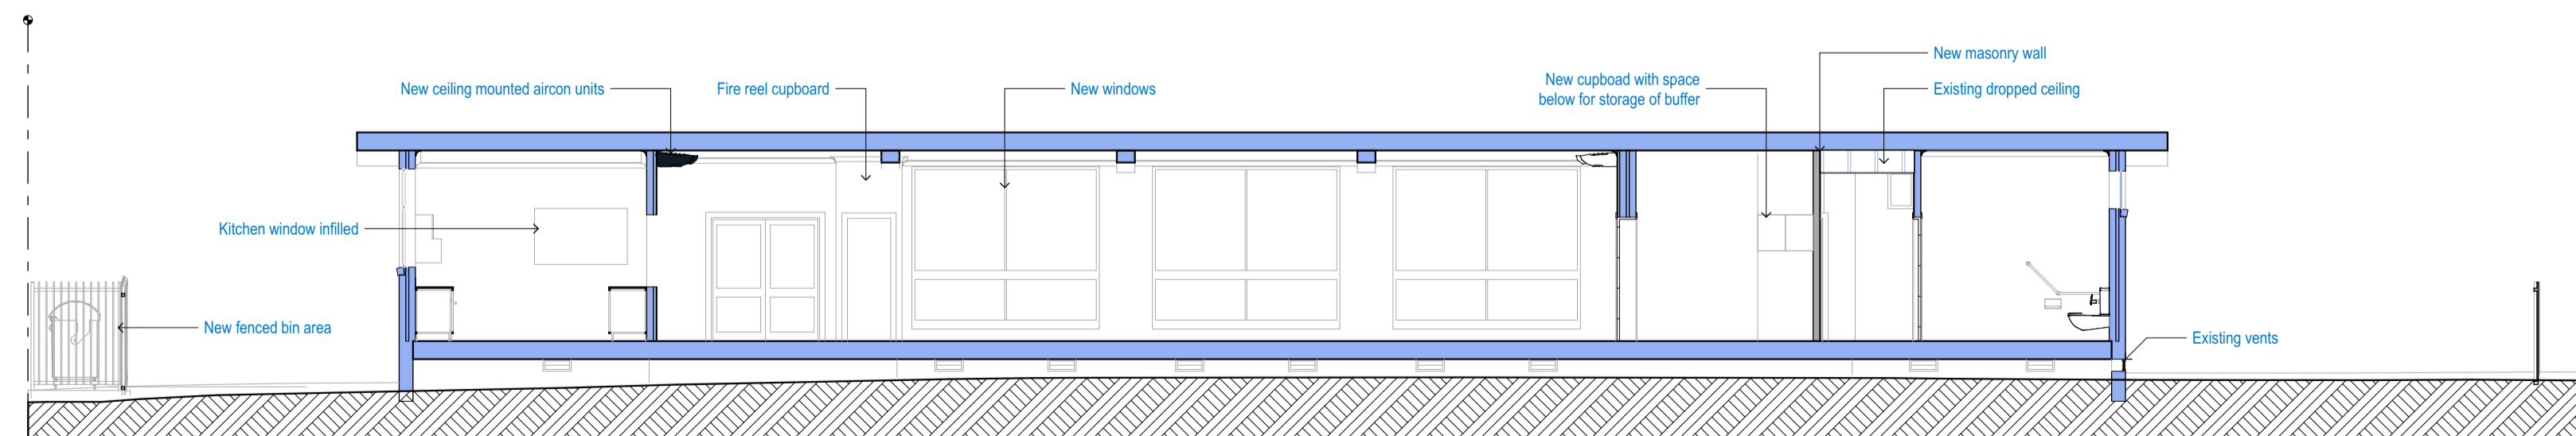 New masonry wall
New ceiling mounted aircon units
Fire reel cupboard
New windows
New cupboad with space
below for storage of buffer
Existing dropped ceiling
Kitchen window infilled
New fenced bin area
Existing vents